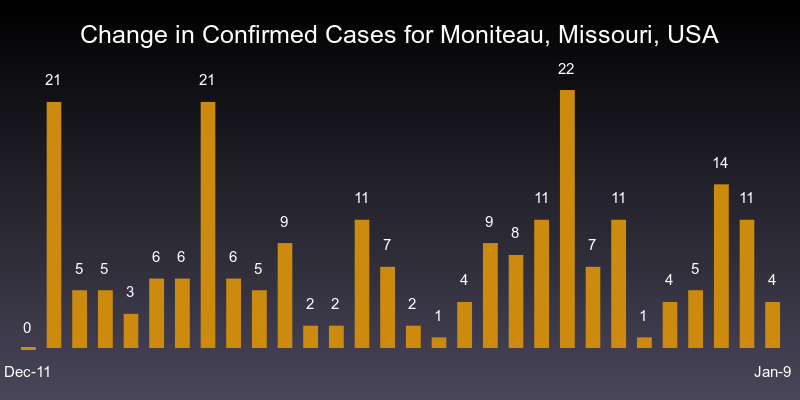 Change in Confirmed Cases for Moniteau, Missouri, USA
0 21 5 5 3 6 6 21 6 5 9 2 2 11 7 2 1 4 9 8 11 22 7 11 1 4 5 14 11 4
Dec-11 Jan-9